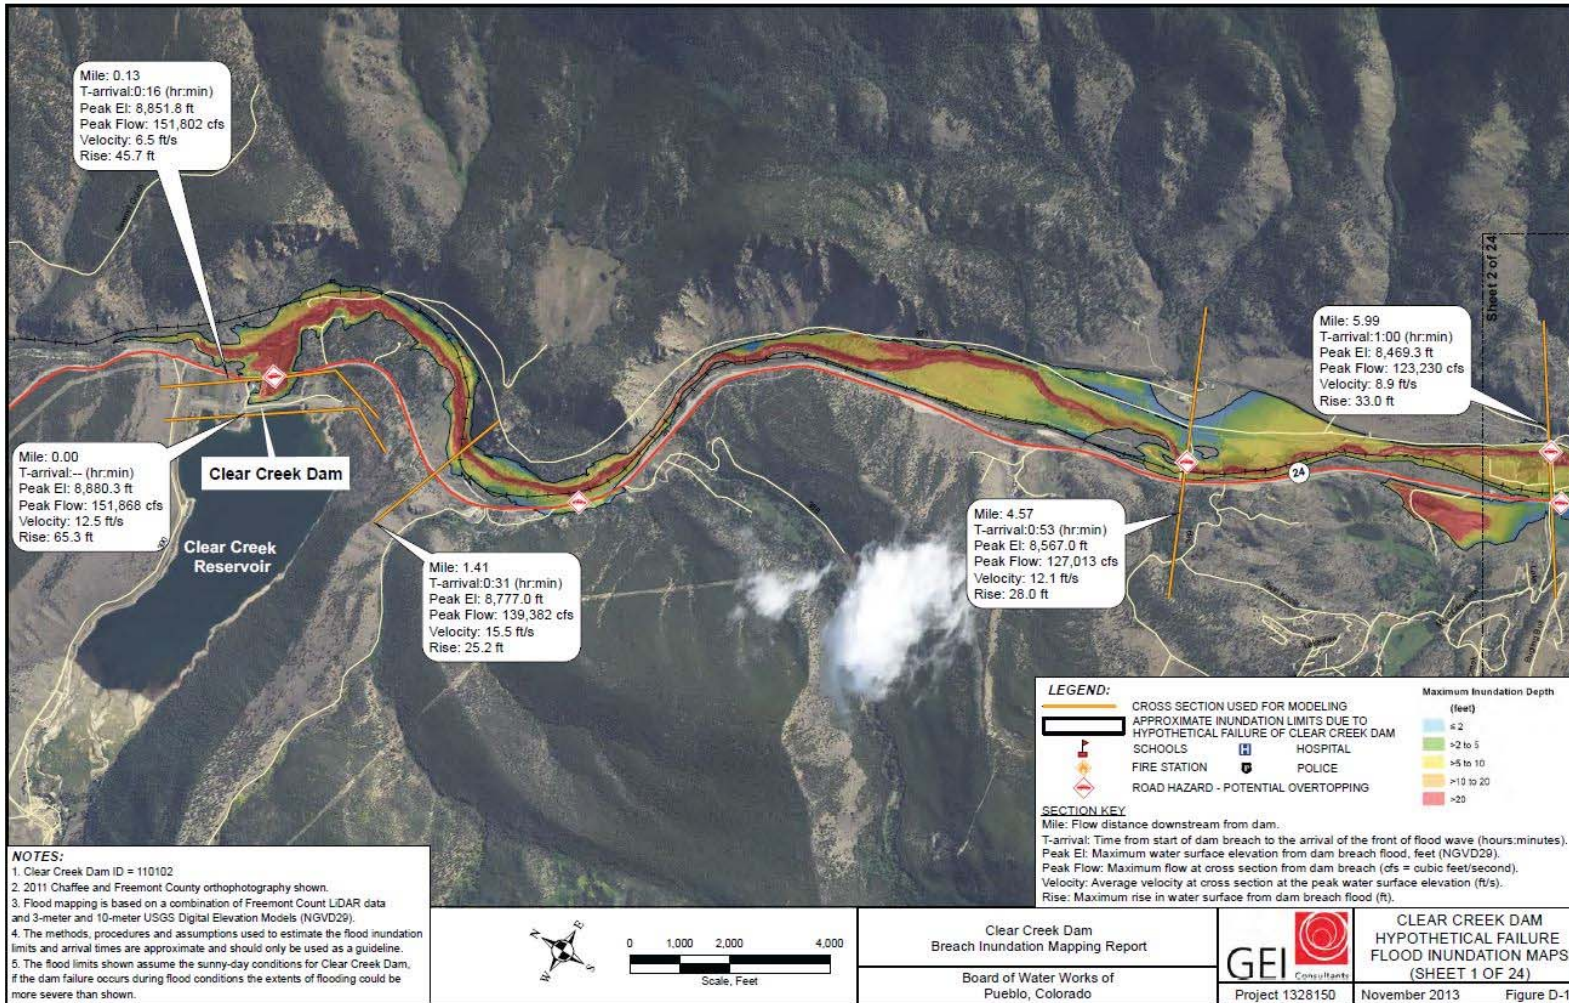 Mile: 0.13
T-arrival:0:16 (hr:min)
Peak El: 8,851.8 ft
Peak Flow: 151,802 cfs
Velocity: 6.5 ft/s
Rise: 45.7 ft
Sheet 2 of 24
Mile: 5.99
T-arrival:1:00 (hr:min)
Peak El: 8,469.3 ft
Peak Flow: 123,230 cfs
Velocity: 8.9 ft/s
Rise: 33.0 ft
Mile: 0.00
T-arrival:-- (hr:min)
Peak El: 8,880.3 ft
Peak Flow: 151,868 cfs
Velocity: 12.5 ft/s
Rise: 65.3 ft
Clear Creek Dam
Clear Creek
Reservoir
24
Mile: 1.41
T-arrival:0:31 (hr:min)
Peak El: 8,777.0 ft
Peak Flow: 139,382 cfs
Velocity: 15.5 ft/s
Rise: 25.2 ft
Mile: 4.57
T-arrival:0:53 (hr:min)
Peak El: 8,567.0 ft
Peak Flow: 127,013 cfs
Velocity: 12.1 ft/s
Rise: 28.0 ft
LEGEND:
CROSS SECTION USED FOR MODELING
APPROXIMATE INUNDATION LIMITS DUE TO
HYPOTHETICAL FAILURE OF CLEAR CREEK DAM
SCHOOLS H HOSPITAL
FIRE STATION POLICE
ROAD HAZARD - POTENTIAL OVERTOPPING
Maximum Inundation Depth
(feet)
≤ 2
>2 to 5
>5 to 10
>10 to 20
>20
SECTION KEY
Mile: Flow distance downstream from dam.
T-arrival: Time from start of dam breach to the arrival of the front of flood wave (hours:minutes).
Peak El: Maximum water surface elevation from dam breach flood, feet (NGVD29).
Peak Flow: Maximum flow at cross section from dam breach (cfs = cubic feet/second).
Velocity: Average velocity at cross section at the peak water surface elevation (ft/s).
Rise: Maximum rise in water surface from dam breach flood (ft).
NOTES:
1. Clear Creek Dam ID = 110102
2. 2011 Chaffee and Freemont County orthophotography shown.
3. Flood mapping is based on a combination of Freemont Count LiDAR data
and 3-meter and 10-meter USGS Digital Elevation Models (NGVD29).
4. The methods, procedures and assumptions used to estimate the flood inundation
limits and arrival times are approximate and should only be used as a guideline.
5. The flood limits shown assume the sunny-day conditions for Clear Creek Dam,
if the dam failure occurs during flood conditions the extents of flooding could be
more severe than shown.
N
E
W
S
0 1,000 2,000 4,000
Scale, Feet
Clear Creek Dam
Breach Inundation Mapping Report
Board of Water Works of
Pueblo, Colorado
GEI Consultants
Project 1328150
CLEAR CREEK DAM
HYPOTHETICAL FAILURE
FLOOD INUNDATION MAPS
(SHEET 1 OF 24)
November 2013 Figure D-1